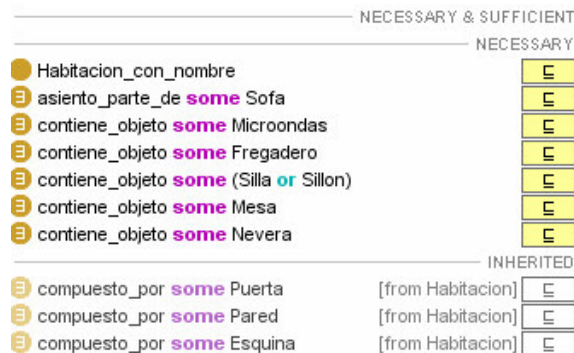 NECESSARY & SUFFICIENT
NECESSARY
Habitacion_con_nombre ⊑
∃ asiento_parte_de some Sofa ⊑
∃ contiene_objeto some Microondas ⊑
∃ contiene_objeto some Fregadero ⊑
∃ contiene_objeto some (Silla or Sillon) ⊑
∃ contiene_objeto some Mesa ⊑
∃ contiene_objeto some Nevera ⊑
INHERITED
∃ compuesto_por some Puerta [from Habitacion] ⊑
∃ compuesto_por some Pared [from Habitacion] ⊑
∃ compuesto_por some Esquina [from Habitacion] ⊑